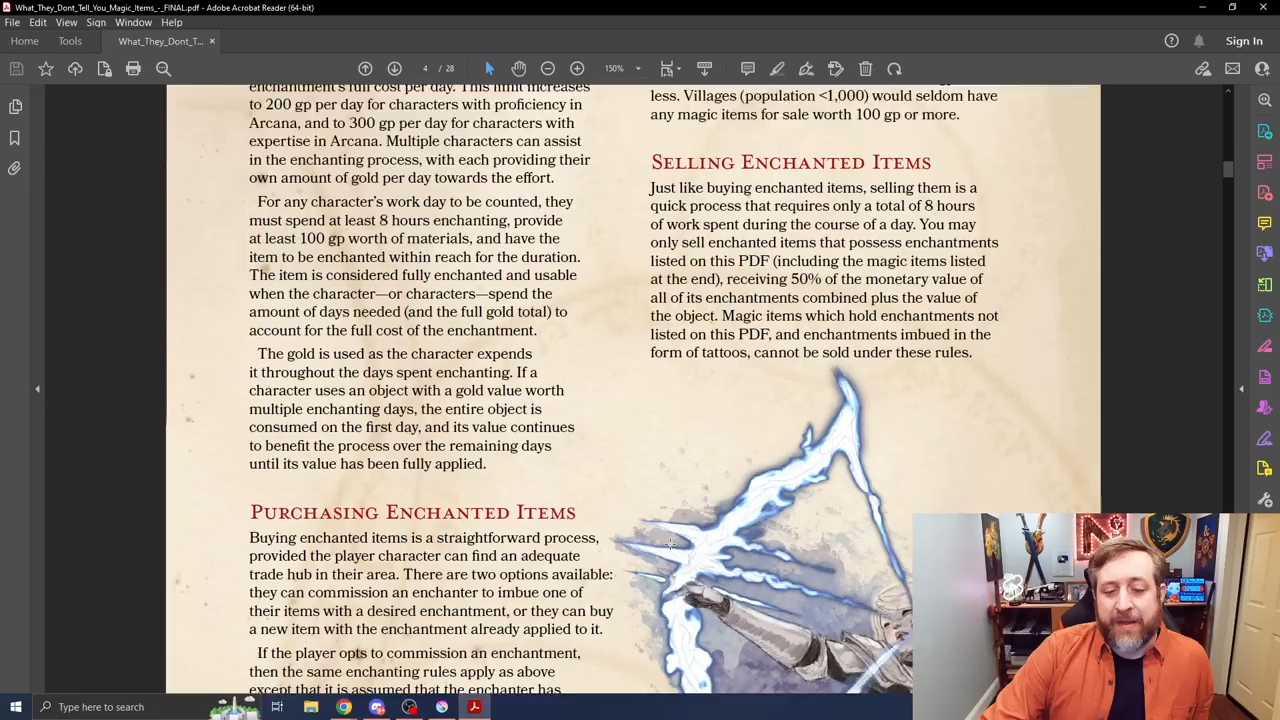 What_They_Dont_Tell_You_Magic_Items_-_FINAL.pdf - Adobe Acrobat Reader (64-bit)
File Edit View Sign Window Help
Home Tools What_They_Dont_T... × Sign In
4 / 28 150%
enchantment's full cost per day. This limit increases
to 200 gp per day for characters with proficiency in
Arcana, and to 300 gp per day for characters with
expertise in Arcana. Multiple characters can assist
in the enchanting process, with each providing their
own amount of gold per day towards the effort.
For any character's work day to be counted, they
must spend at least 8 hours enchanting, provide
at least 100 gp worth of materials, and have the
item to be enchanted within reach for the duration.
The item is considered fully enchanted and usable
when the character—or characters—spend the
amount of days needed (and the full gold total) to
account for the full cost of the enchantment.
The gold is used as the character expends
it throughout the days spent enchanting. If a
character uses an object with a gold value worth
multiple enchanting days, the entire object is
consumed on the first day, and its value continues
to benefit the process over the remaining days
until its value has been fully applied.
Purchasing Enchanted Items
Buying enchanted items is a straightforward process,
provided the player character can find an adequate
trade hub in their area. There are two options available:
they can commission an enchanter to imbue one of
their items with a desired enchantment, or they can buy
a new item with the enchantment already applied to it.
If the player opts to commission an enchantment,
then the same enchanting rules apply as above
except that it is assumed that the enchanter has
less. Villages (population <1,000) would seldom have
any magic items for sale worth 100 gp or more.
Selling Enchanted Items
Just like buying enchanted items, selling them is a
quick process that requires only a total of 8 hours
of work spent during the course of a day. You may
only sell enchanted items that possess enchantments
listed on this PDF (including the magic items listed
at the end), receiving 50% of the monetary value of
all of its enchantments combined plus the value of
the object. Magic items which hold enchantments not
listed on this PDF, and enchantments imbued in the
form of tattoos, cannot be sold under these rules.
Type here to search